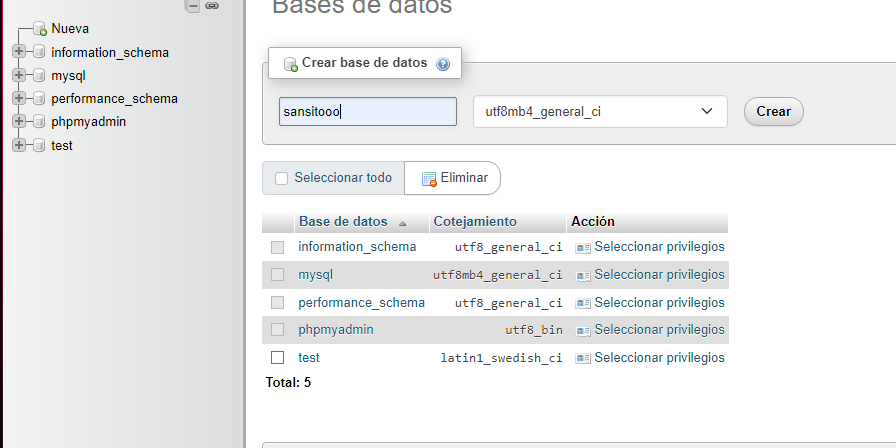 Nueva
information_schema
mysql
performance_schema
phpmyadmin
test
Bases de datos
Crear base de datos
sansitooo
utf8mb4_general_ci
Crear
Seleccionar todo
Eliminar
Base de datos Cotejamiento Acción
information_schema utf8_general_ci Seleccionar privilegios
mysql utf8mb4_general_ci Seleccionar privilegios
performance_schema utf8_general_ci Seleccionar privilegios
phpmyadmin utf8_bin Seleccionar privilegios
test latin1_swedish_ci Seleccionar privilegios
Total: 5